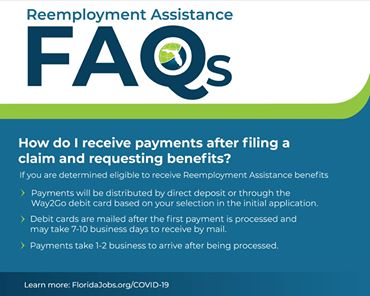 Reemployment Assistance
FAQs
How do I receive payments after filing a
claim and requesting benefits?
If you are determined eligible to receive Reemployment Assistance benefits
Payments will be distributed by direct deposit or through the
Way2Go debit card based on your selection in the initial application.
Debit cards are mailed after the first payment is processed and
may take 7-10 business days to receive by mail.
Payments take 1-2 business to arrive after being processed.
Learn more: FloridaJobs.org/COVID-19